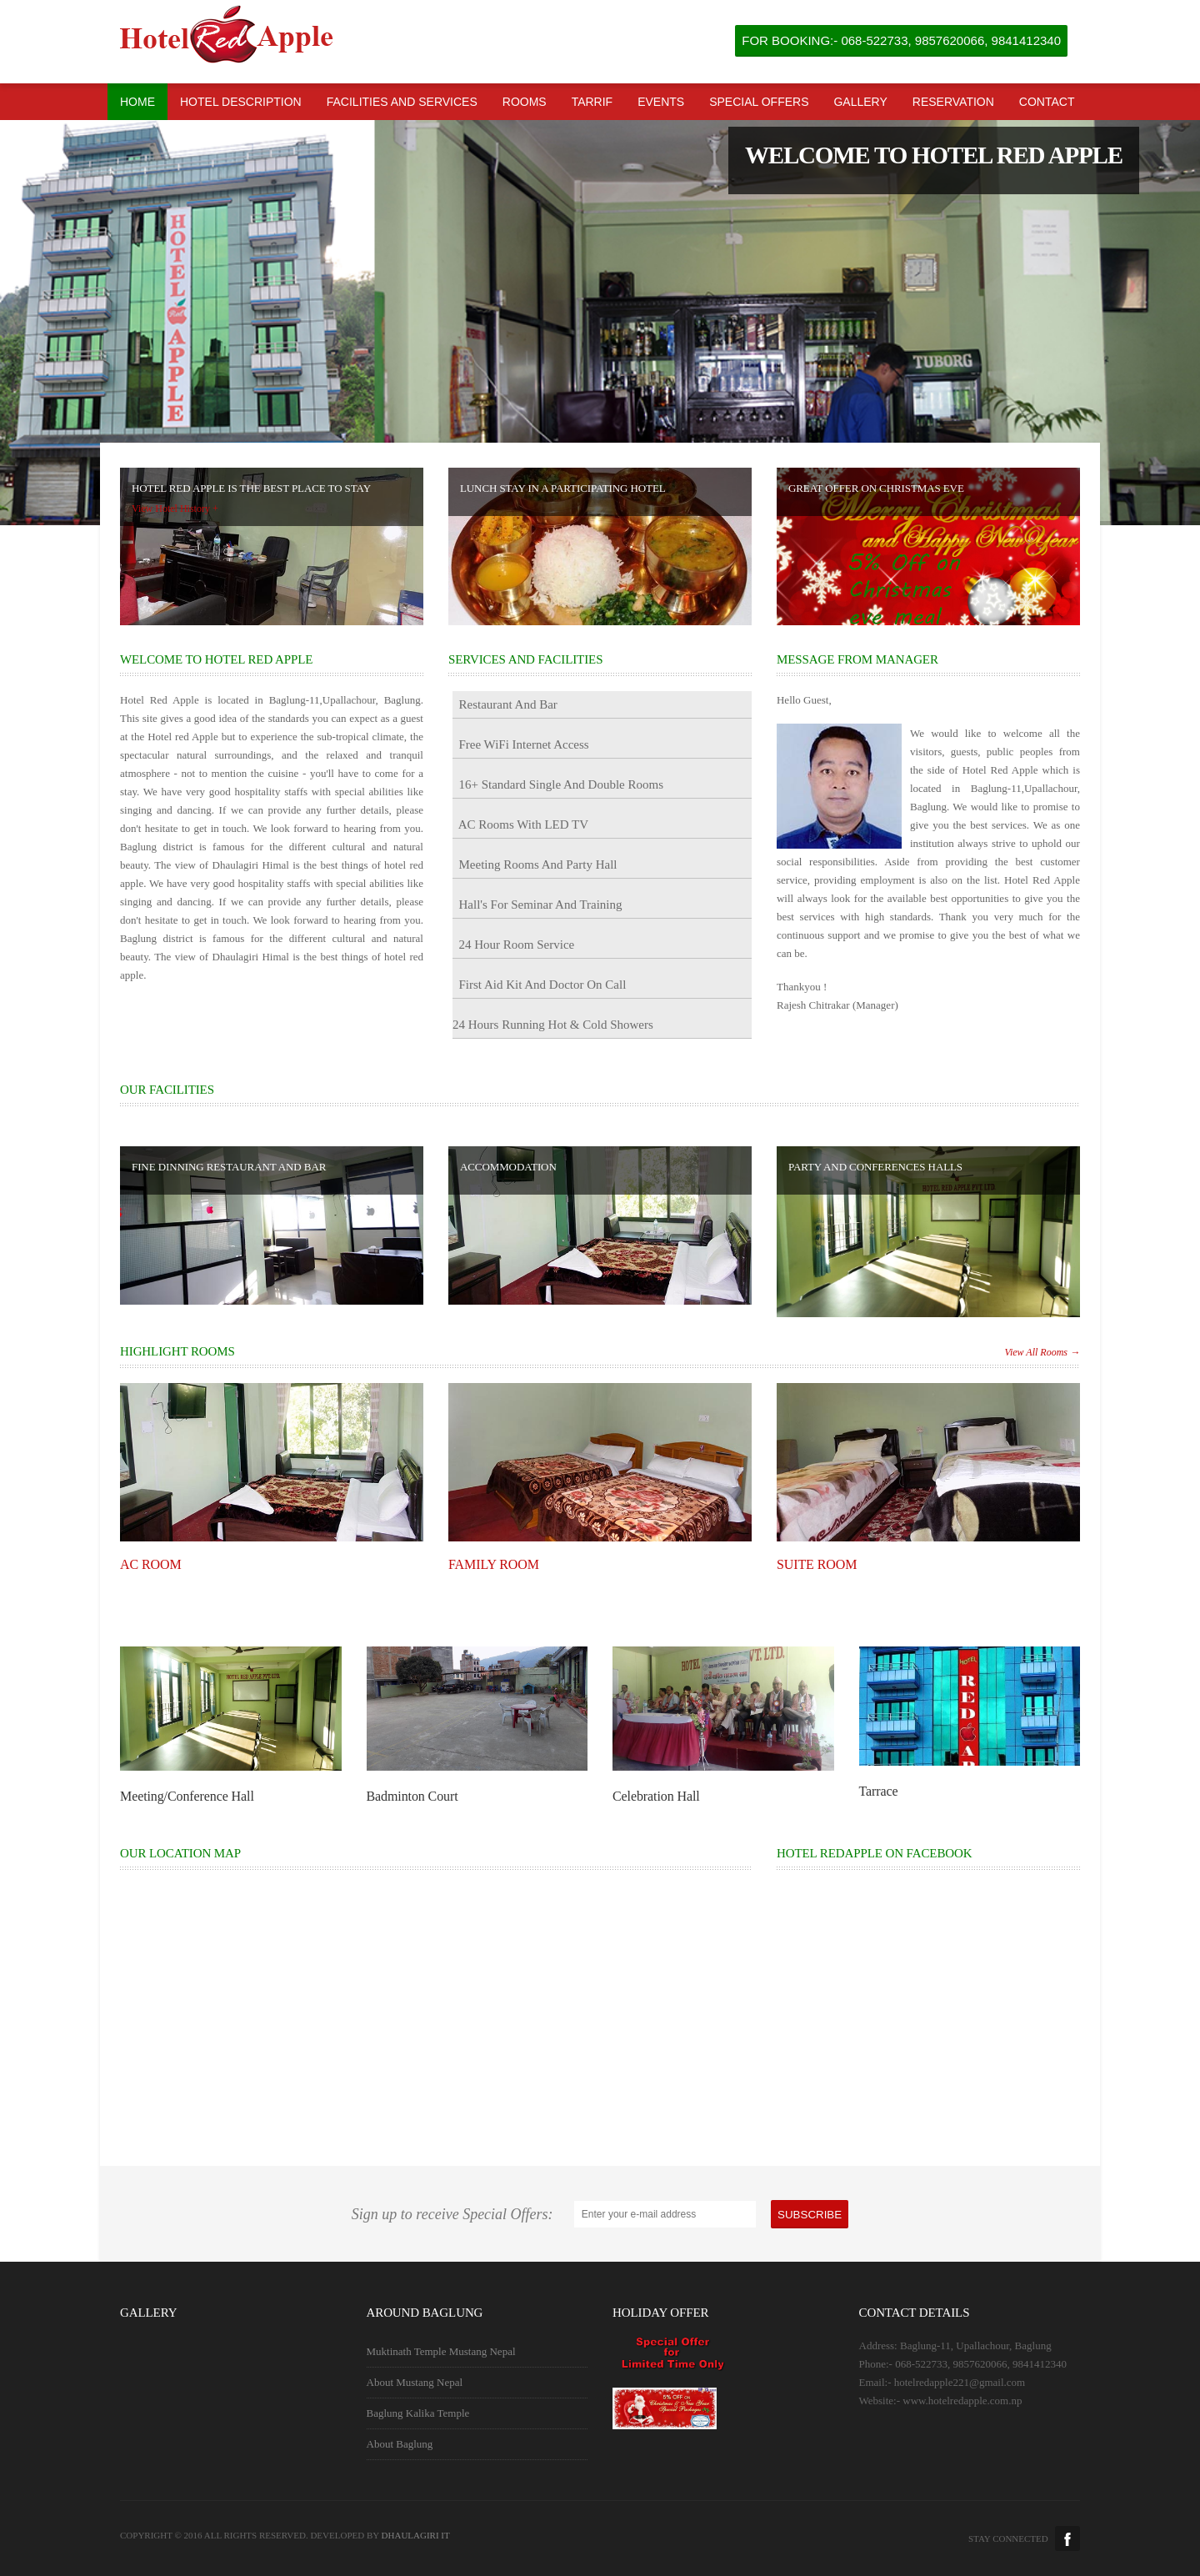 Hotel Red Apple
FOR BOOKING:- 068-522733, 9857620066, 9841412340
HOME HOTEL DESCRIPTION FACILITIES AND SERVICES ROOMS TARRIF EVENTS SPECIAL OFFERS GALLERY RESERVATION CONTACT
WELCOME TO HOTEL RED APPLE
HOTEL APPLE
TUBORG
HOTEL RED APPLE IS THE BEST PLACE TO STAY
LUNCH STAY IN A PARTICIPATING HOTEL
GREAT OFFER ON CHRISTMAS EVE
Merry Christmas
and Happy New Year
5% Off on
Christmas
eve meal
WELCOME TO HOTEL RED APPLE
Hotel Red Apple is located in Baglung-11,Upallachour, Baglung.
This site gives a good idea of the standards you can expect as a guest
at the Hotel red Apple but to experience the sub-tropical climate, the
spectacular natural surroundings, and the relaxed and tranquil
atmosphere - not to mention the cuisine - you'll have to come for a
stay. We have very good hospitality staffs with special abilities like
singing and dancing. If we can provide any further details, please
don't hesitate to get in touch. We look forward to hearing from you.
Baglung district is famous for the different cultural and natural
beauty. The view of Dhaulagiri Himal is the best things of hotel red
apple. We have very good hospitality staffs with special abilities like
singing and dancing. If we can provide any further details, please
don't hesitate to get in touch. We look forward to hearing from you.
Baglung district is famous for the different cultural and natural
beauty. The view of Dhaulagiri Himal is the best things of hotel red
apple.
SERVICES AND FACILITIES
Restaurant And Bar
Free WiFi Internet Access
16+ Standard Single And Double Rooms
AC Rooms With LED TV
Meeting Rooms And Party Hall
Hall's For Seminar And Training
24 Hour Room Service
First Aid Kit And Doctor On Call
24 Hours Running Hot & Cold Showers
MESSAGE FROM MANAGER
Hello Guest,
We would like to welcome all the
visitors, guests, public peoples from
the side of Hotel Red Apple which is
located in Baglung-11,Upallachour,
Baglung. We would like to promise to
give you the best services. We as one
institution always strive to uphold our
social responsibilities. Aside from providing the best customer
service, providing employment is also on the list. Hotel Red Apple
will always look for the available best opportunities to give you the
best services with high standards. Thank you very much for the
continuous support and we promise to give you the best of what we
can be.
Thankyou !
Rajesh Chitrakar (Manager)
OUR FACILITIES
FINE DINNING RESTAURANT AND BAR
ACCOMMODATION
PARTY AND CONFERENCES HALLS
HOTEL RED APPLE PVT.LTD.
HIGHLIGHT ROOMS
View All Rooms →
AC ROOM
FAMILY ROOM
SUITE ROOM
HOTEL RED APPLE PVT.LTD.
HOTEL
VT. LTD.
HOTEL
RED AP
Meeting/Conference Hall
Badminton Court
Celebration Hall
Tarrace
OUR LOCATION MAP
HOTEL REDAPPLE ON FACEBOOK
Sign up to receive Special Offers:
Enter your e-mail address
SUBSCRIBE
GALLERY
AROUND BAGLUNG
Muktinath Temple Mustang Nepal
About Mustang Nepal
Baglung Kalika Temple
About Baglung
HOLIDAY OFFER
Special Offer
for
Limited Time Only
5% OFF on
Christmas & New Year
Special Packages
CONTACT DETAILS
Address: Baglung-11, Upallachour, Baglung
Phone:- 068-522733, 9857620066, 9841412340
Email:- hotelredapple221@gmail.com
Website:- www.hotelredapple.com.np
COPYRIGHT © 2016 ALL RIGHTS RESERVED. DEVELOPED BY DHAULAGIRI IT
STAY CONNECTED